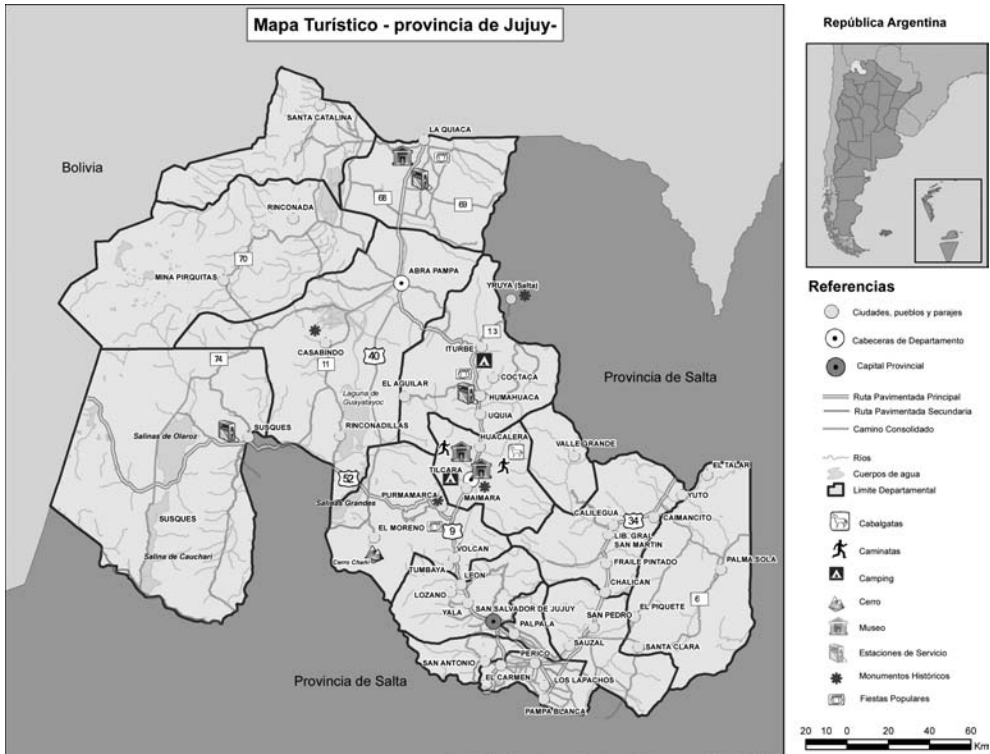 Mapa Turístico - provincia de Jujuy-
República Argentina
SANTA CATALINA
LA QUIACA
Bolivia
68
69
RINCONADA
70
MINA PIRQUITAS
ABRA PAMPA
YRUYA (Salta)
13
CASABINDO
11
40
ITURBE
COCTACA
74
EL AGUILAR
HUMAHUACA
Laguna de
Guayatayoc
UQUIA
Provincia de Salta
Salinas de Olaroz
SUSQUES
RINCONADILLAS
HUACALERA
VALLE GRANDE
52
TILCARA
EL TALAR
Salinas Grandes
PURMAMARCA
MAIMARA
YUTO
SUSQUES
CALILEGUA
34
CAIMANCITO
EL MORENO
9
LIB. GRAL
SAN MARTIN
Salina de Cauchari
Cerro Chañi
VOLCAN
FRAILE PINTADO
PALMA SOLA
TUMBAYA
LEON
CHALICAN
LOZANO
SAN SALVADOR DE JUJUY
EL PIQUETE
6
YALA
PALPALA
SAN PEDRO
SAUZAL
SANTA CLARA
PERICO
SAN ANTONIO
EL CARMEN
LOS LAPACHOS
Provincia de Salta
PAMPA BLANCA
Referencias
Ciudades, pueblos y parajes
Cabeceras de Departamento
Capital Provincial
Ruta Pavimentada Principal
Ruta Pavimentada Secundaria
Camino Consolidado
Ríos
Cuerpos de agua
Limite Departamental
Cabalgatas
Caminatas
Camping
Cerro
Museo
Estaciones de Servicio
Monumentos Históricos
Fiestas Populares
20 10 0 20 40 60
Km